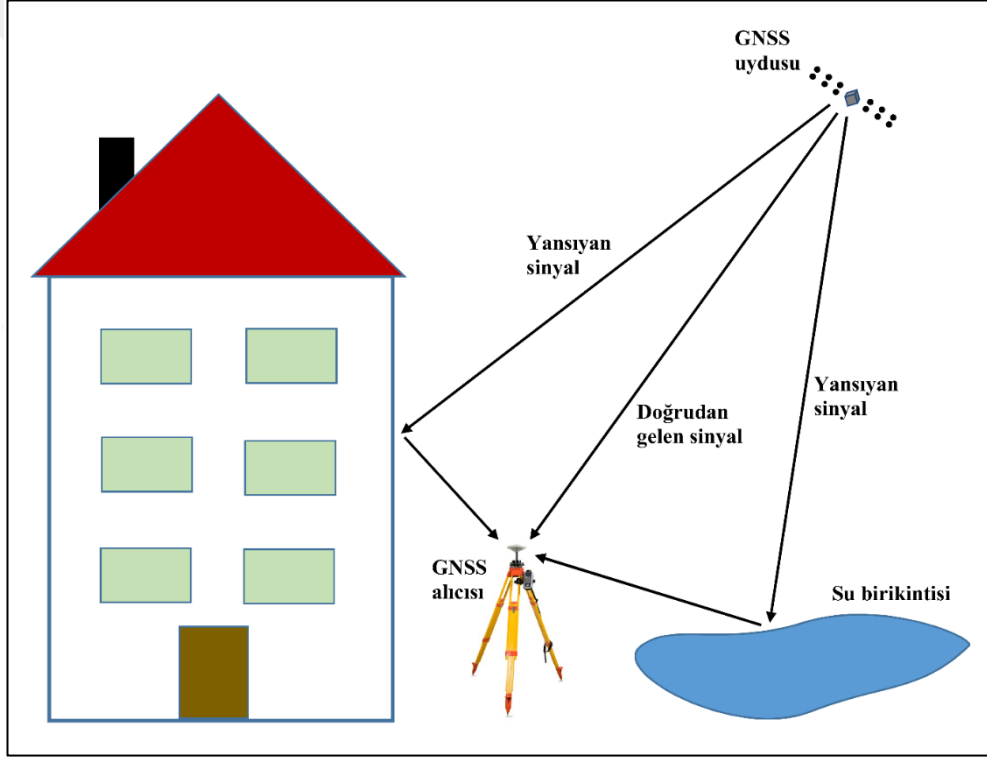 GNSS
uydusu
Yansıyan
sinyal
Yansıyan
sinyal
Doğrudan
gelen sinyal
GNSS
alıcısı
Su birikintisi